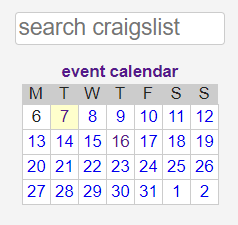 search craigslist
event calendar
M T W T F S S
6 7 8 9 10 11 12
13 14 15 16 17 18 19
20 21 22 23 24 25 26
27 28 29 30 31 1 2